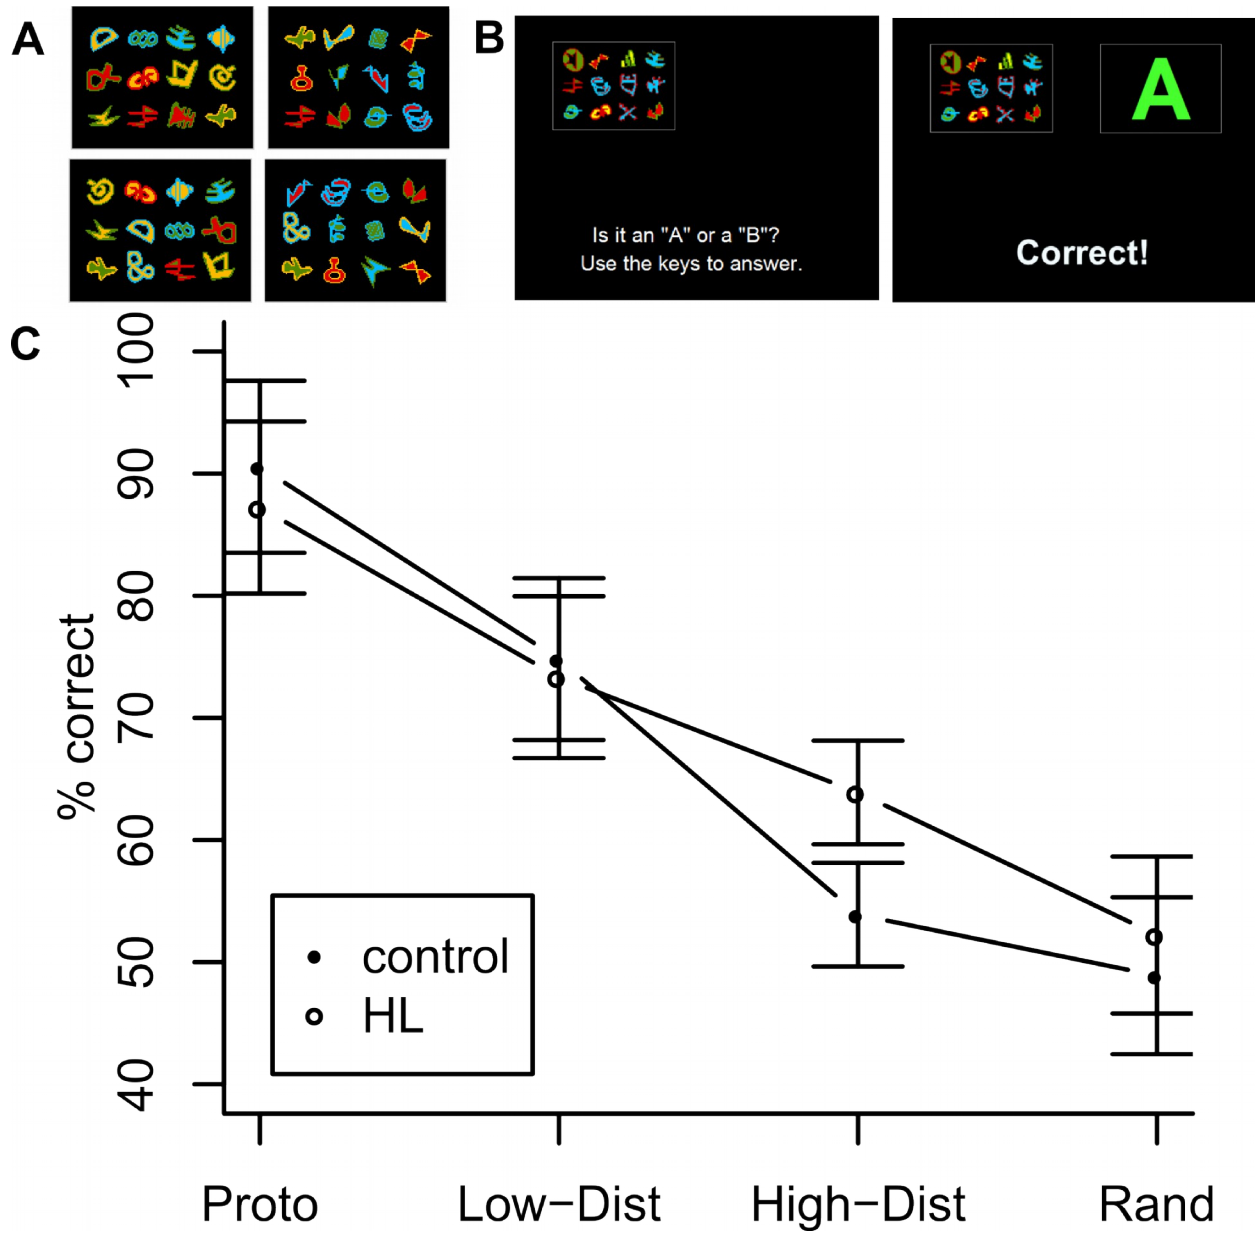 A
B
Is it an "A" or a "B"?
Use the keys to answer.
A
Correct!
C
100
90
80
70
60
50
40
% correct
control
HL
Proto
Low−Dist
High−Dist
Rand